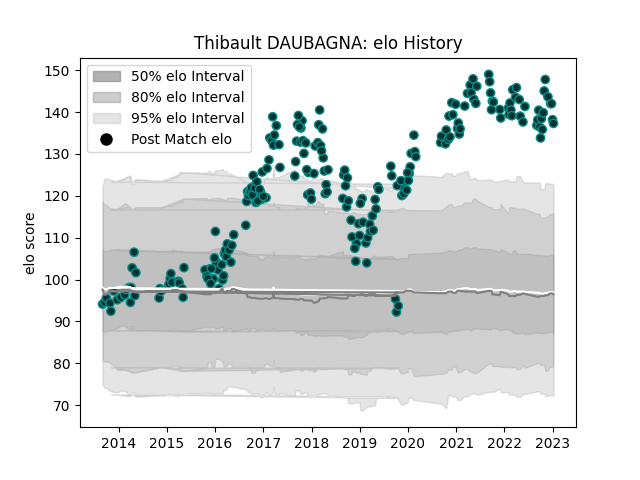 Thibault DAUBAGNA: elo History
50% elo Interval
80% elo Interval
95% elo Interval
Post Match elo
elo score
150
140
130
120
110
100
90
80
70
2014 2015 2016 2017 2018 2019 2020 2021 2022 2023